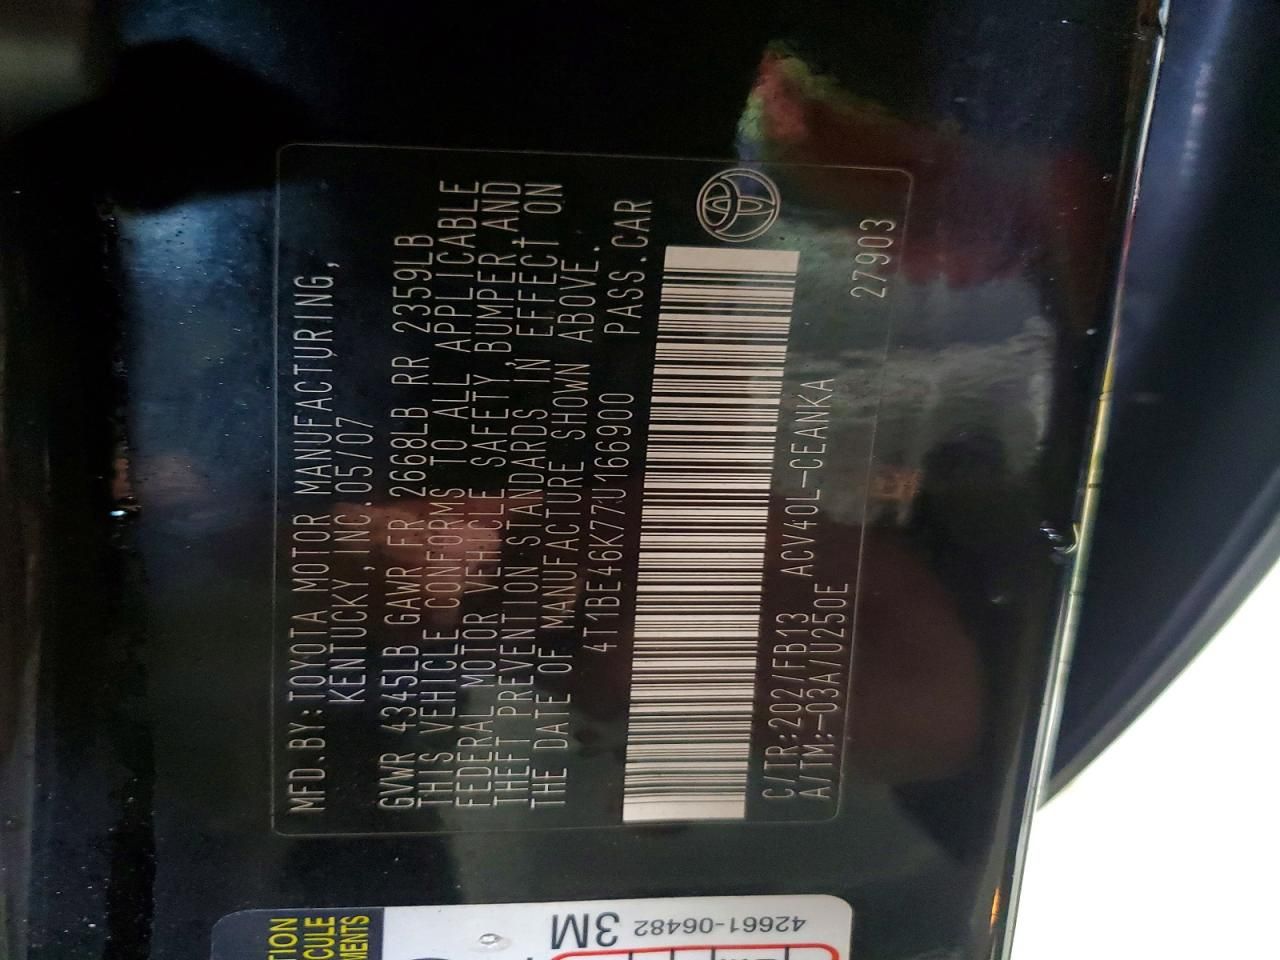 MFD.BY:TOYOTA MOTOR MANUFACTURING,
KENTUCKY,INC. 05/07
GVWR 4345LB GAWR FR 2668LB RR 2359LB
THIS VEHICLE CONFORMS TO ALL APPLICABLE
FEDERAL MOTOR VEHICLE SAFETY, BUMPER,AND
THEFT PREVENTION STANDARDS IN EFFECT ON
THE DATE OF MANUFACTURE SHOWN ABOVE.
4T1BE46K77U166900 PASS.CAR
C/TR:202/FB13 ACV40L-CEANKA
A/TM:-03A/U250E
27903
42661-06482
3M